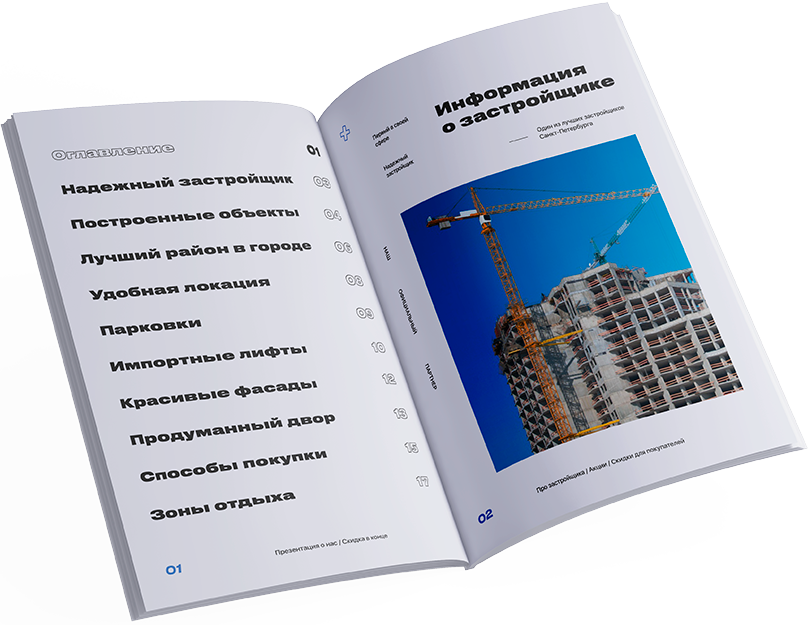 Оглавление 01
Надежный застройщик 03
Построенные объекты 04
Лучший район в городе 06
Удобная локация 08
Парковки 09
Импортные лифты 10
Красивые фасады 12
Продуманный двор 13
Способы покупки 15
Зоны отдыха 17
Презентация о нас / Скидка в конце
01
Первый в своей
сфере
Надежный
застройщик
Информация
о застройщике
Один из лучших застройщиков
Санкт-Петербурга
НАШ
ОФИЦИАЛЬНЫЙ
ПАРТНЕР
Про застройщика / Акции / Скидки для покупателей
02